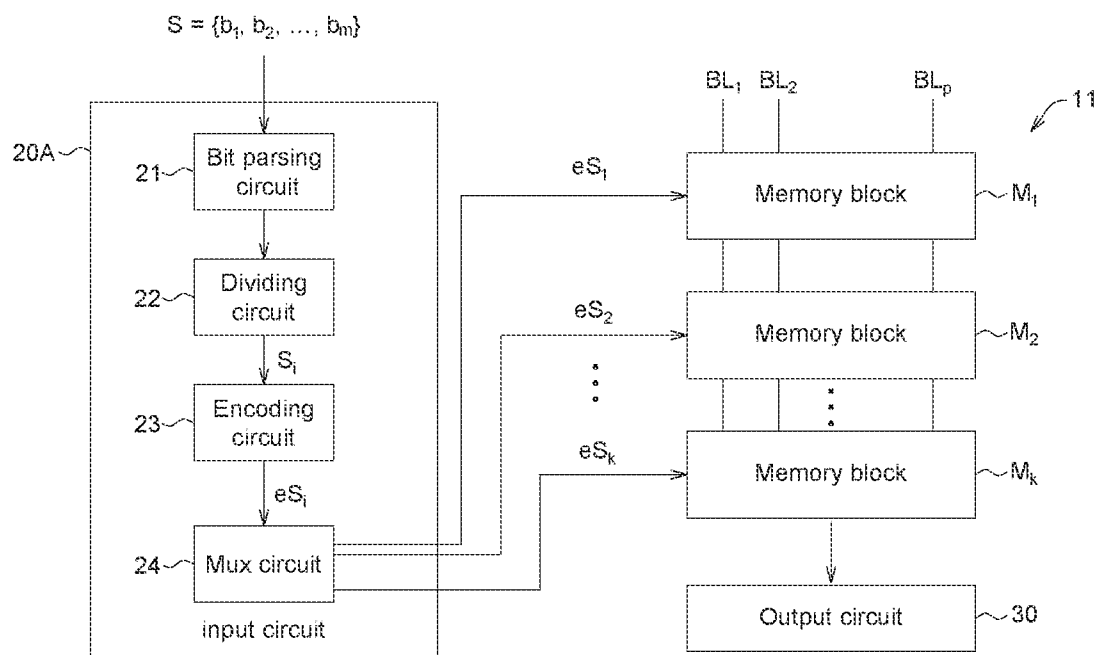 S = {b₁, b₂, ..., bₘ}
20A
21
Bit parsing
circuit
22
Dividing
circuit
Sᵢ
23
Encoding
circuit
eSᵢ
24
Mux circuit
input circuit
eS₁
eS₂
eSₖ
BL₁
BL₂
BLₚ
11
Memory block
M₁
Memory block
M₂
Memory block
Mₖ
Output circuit
30